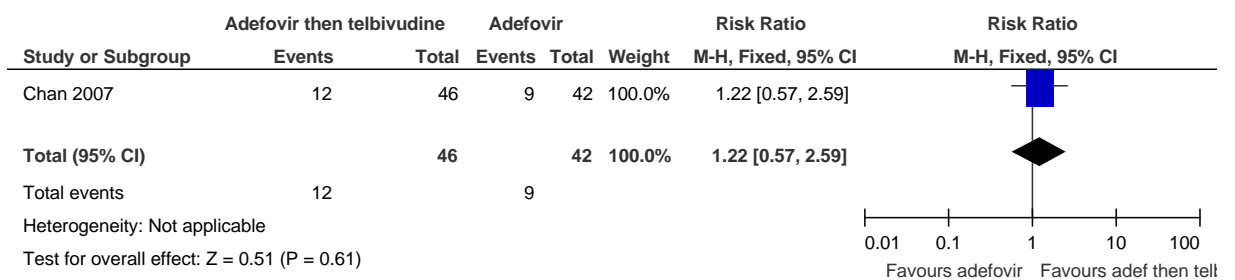 Adefovir then telbivudine Adefovir Risk Ratio Risk Ratio
Study or Subgroup Events Total Events Total Weight M-H, Fixed, 95% CI M-H, Fixed, 95% CI
Chan 2007 12 46 9 42 100.0% 1.22 [0.57, 2.59]
Total (95% CI) 46 42 100.0% 1.22 [0.57, 2.59]
Total events 12 9
Heterogeneity: Not applicable
Test for overall effect: Z = 0.51 (P = 0.61)
0.01 0.1 1 10 100
Favours adefovir Favours adef then